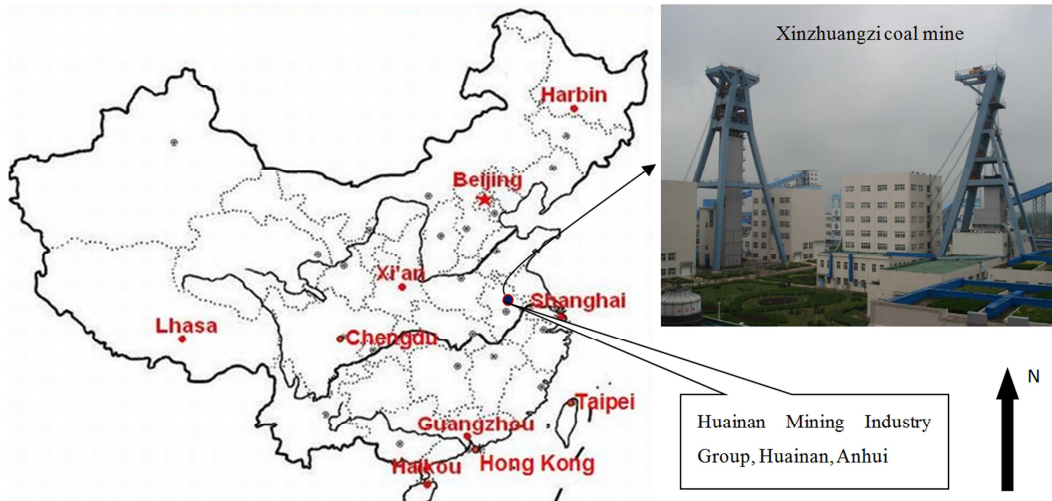 Xinzhuangzi coal mine
Harbin
Beijing
Xi'an
Shanghai
Lhasa
Chengdu
Taipei
Guangzhou
Hong Kong
Haikou
N
Huainan Mining Industry
Group, Huainan, Anhui